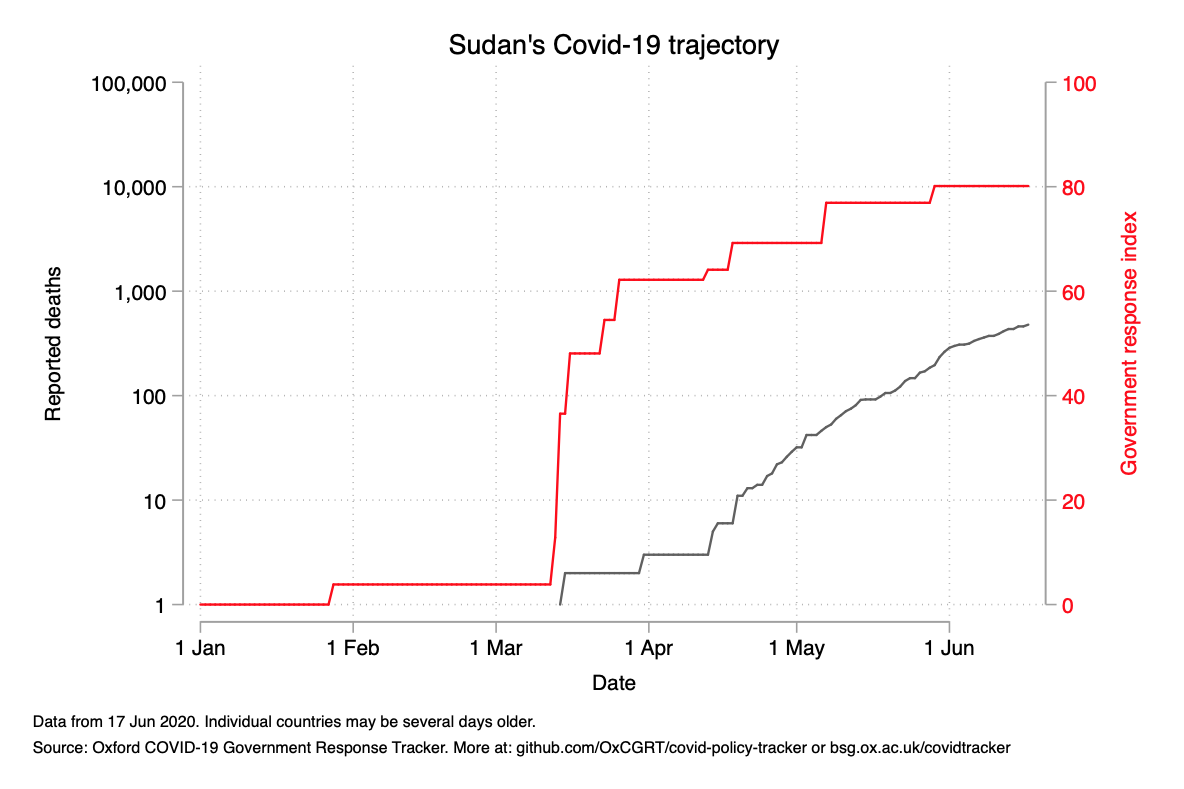 Sudan's Covid-19 trajectory
100,000
10,000
1,000
100
10
1
Reported deaths
100
80
60
40
20
0
Government response index
1 Jan
1 Feb
1 Mar
1 Apr
1 May
1 Jun
Date
Data from 17 Jun 2020. Individual countries may be several days older.
Source: Oxford COVID-19 Government Response Tracker. More at: github.com/OxCGRT/covid-policy-tracker or bsg.ox.ac.uk/covidtracker